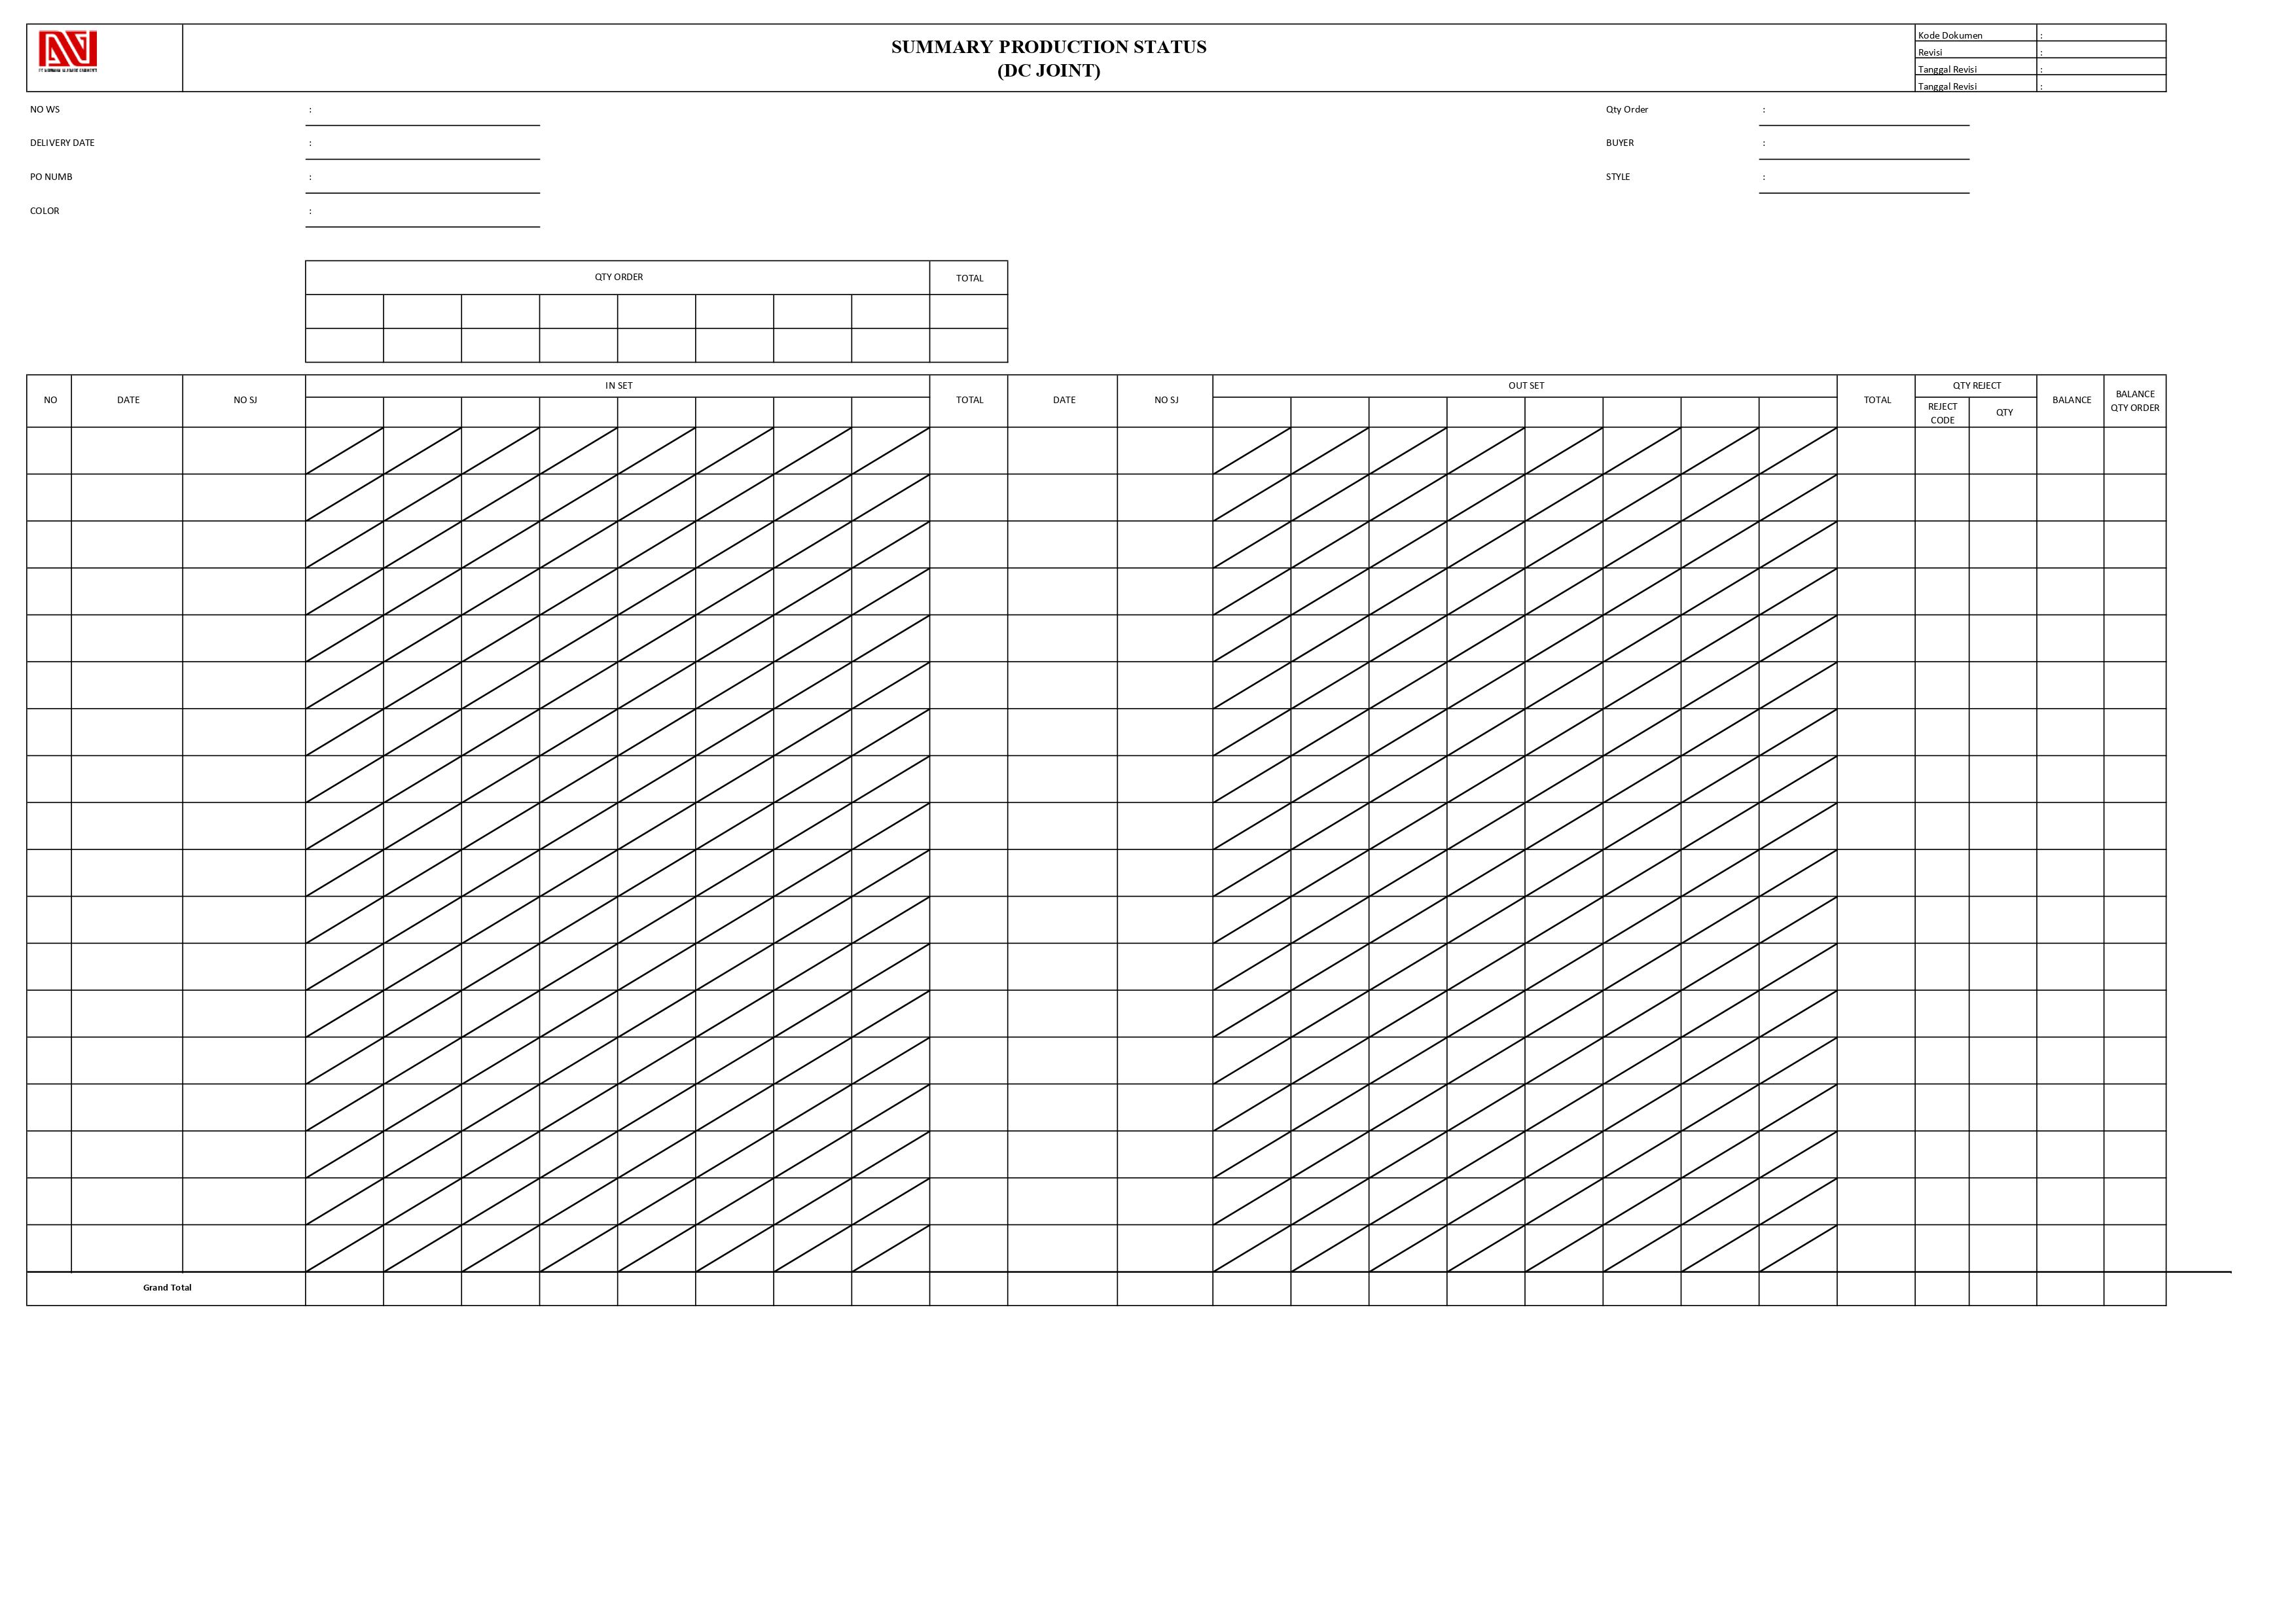 SUMMARY PRODUCTION STATUS
(DC JOINT)
Kode Dokumen :
Revisi :
Tanggal Revisi :
Tanggal Revisi :
NO WS :
Qty Order :
DELIVERY DATE :
BUYER :
PO NUMB :
STYLE :
COLOR :
QTY ORDER TOTAL
NO DATE NO SJ IN SET TOTAL DATE NO SJ OUT SET TOTAL QTY REJECT BALANCE BALANCE
QTY ORDER
REJECT
CODE
QTY
Grand Total